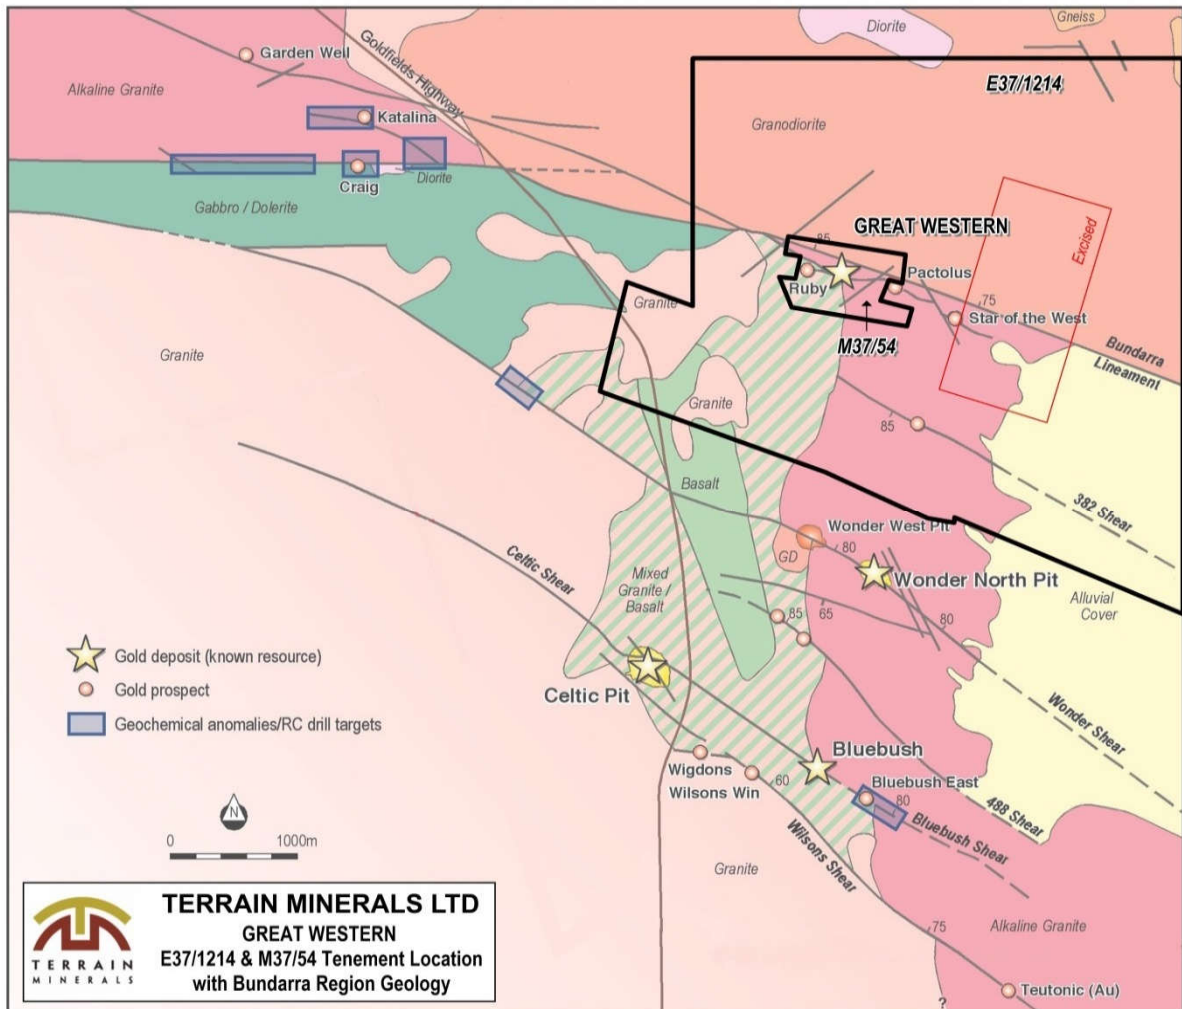 Gneiss
Diorite
Garden Well
Goldfields Highway
E37/1214
Alkaline Granite
Katalina
Granodiorite
Craig
Diorite
Gabbro / Dolerite
Excised
GREAT WESTERN
85
Pactolus
Ruby
75
Star of the West
Granite
M37/54
Bundarra
Lineament
Granite
Granite
85
Basalt
382 Shear
Wonder West Pit
80
GD
Celtic Shear
Wonder North Pit
Mixed
Granite /
Basalt
Alluvial
Cover
85
65
80
Gold deposit (known resource)
Gold prospect
Celtic Pit
Geochemical anomalies/RC drill targets
Wonder Shear
Bluebush
Wigdons
Wilsons Win
60
Bluebush East
80
488 Shear
Bluebush Shear
N
0
1000m
Wilsons Shear
Granite
TERRAIN MINERALS LTD
GREAT WESTERN
E37/1214 & M37/54 Tenement Location
with Bundarra Region Geology
TERRAIN
MINERALS
75
Alkaline Granite
Teutonic (Au)
?